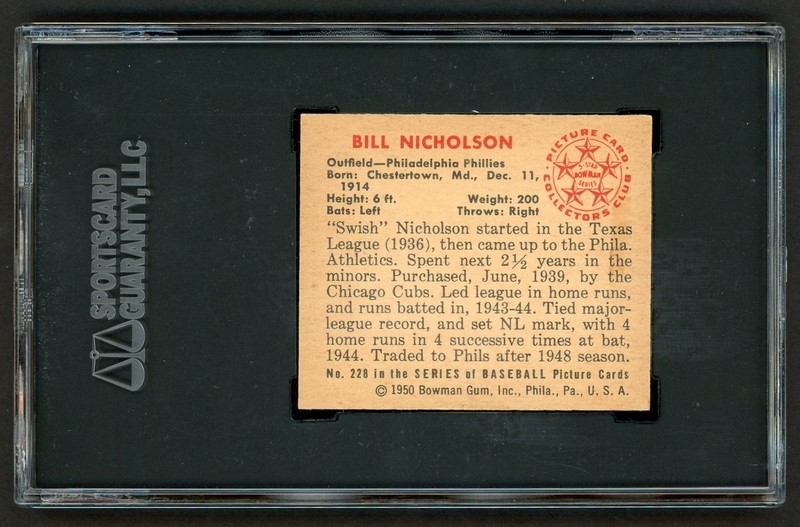 SPORTSCARD
GUARANTY, LLC
BILL NICHOLSON
Outfield—Philadelphia Phillies
Born: Chestertown, Md., Dec. 11,
1914
Height: 6 ft. Weight: 200
Bats: Left Throws: Right
PICTURE CARD
COLLECTORS CLUB
5-STAR
BOWMAN
SERIES
"Swish" Nicholson started in the Texas
League (1936), then came up to the Phila.
Athletics. Spent next 2½ years in the
minors. Purchased, June, 1939, by the
Chicago Cubs. Led league in home runs,
and runs batted in, 1943-44. Tied major-
league record, and set NL mark, with 4
home runs in 4 successive times at bat,
1944. Traded to Phils after 1948 season.
No. 228 in the SERIES of BASEBALL Picture Cards
© 1950 Bowman Gum, Inc., Phila., Pa., U. S. A.